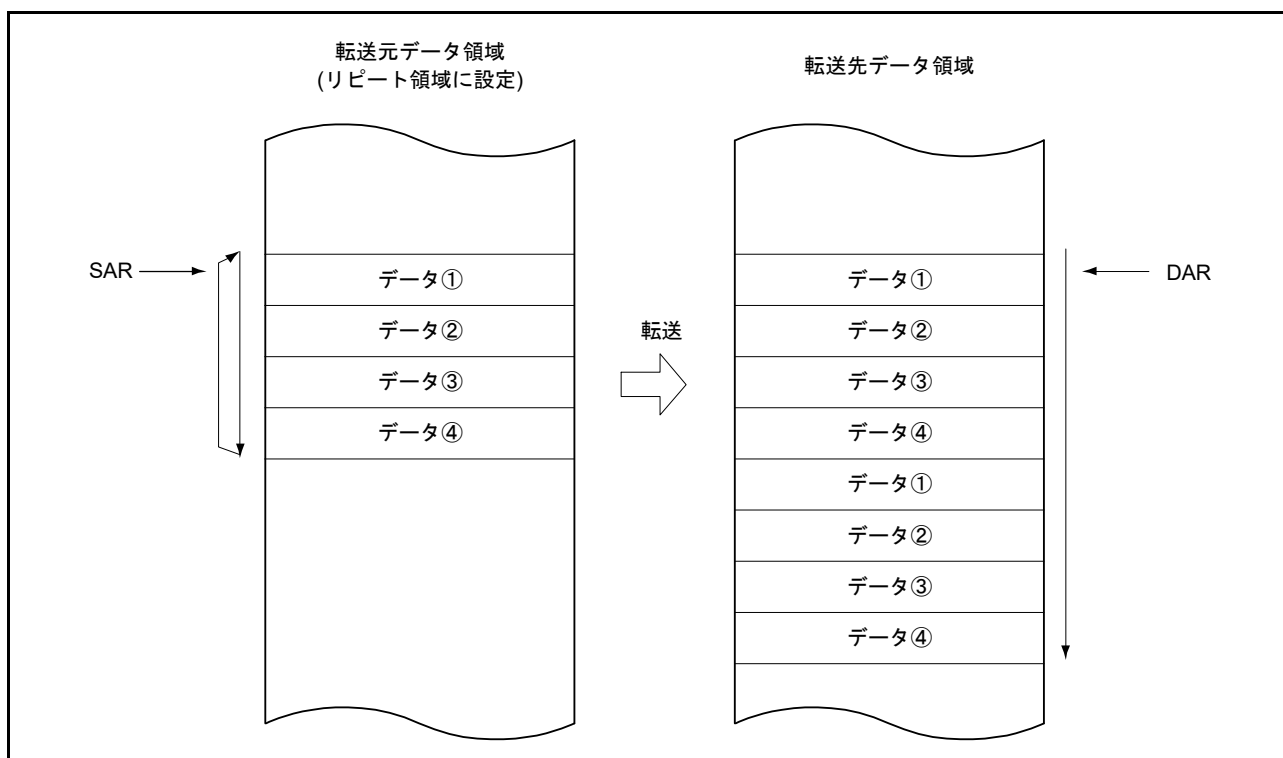 転送元データ領域
(リピート領域に設定)
転送先データ領域
SAR
データ①
データ②
データ③
データ④
転送
データ①
データ②
データ③
データ④
データ①
データ②
データ③
データ④
DAR